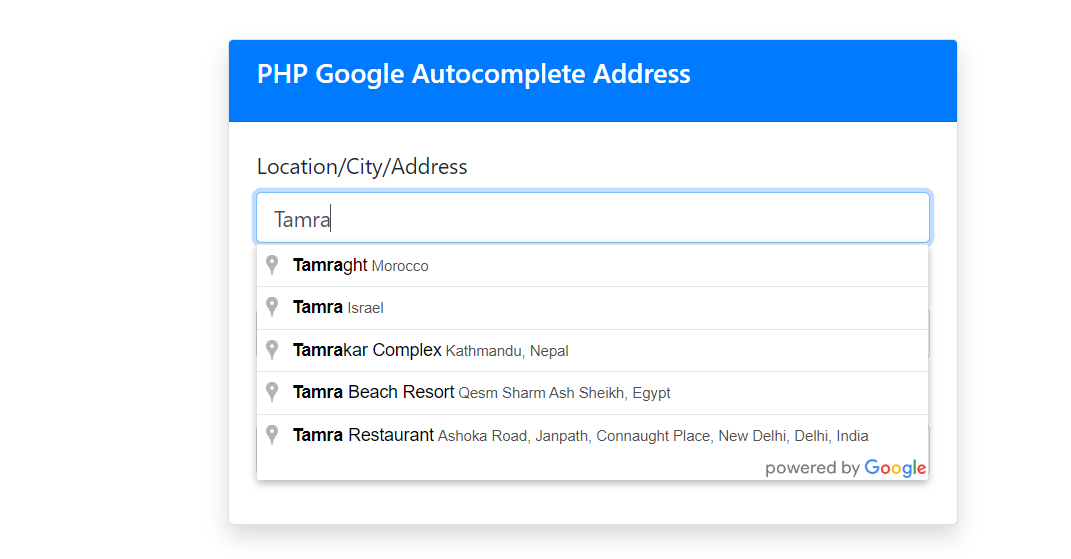 PHP Google Autocomplete Address
Location/City/Address
Tamra
Tamraght Morocco
Tamra Israel
Tamrakar Complex Kathmandu, Nepal
Tamra Beach Resort Qesm Sharm Ash Sheikh, Egypt
Tamra Restaurant Ashoka Road, Janpath, Connaught Place, New Delhi, Delhi, India
powered by Google